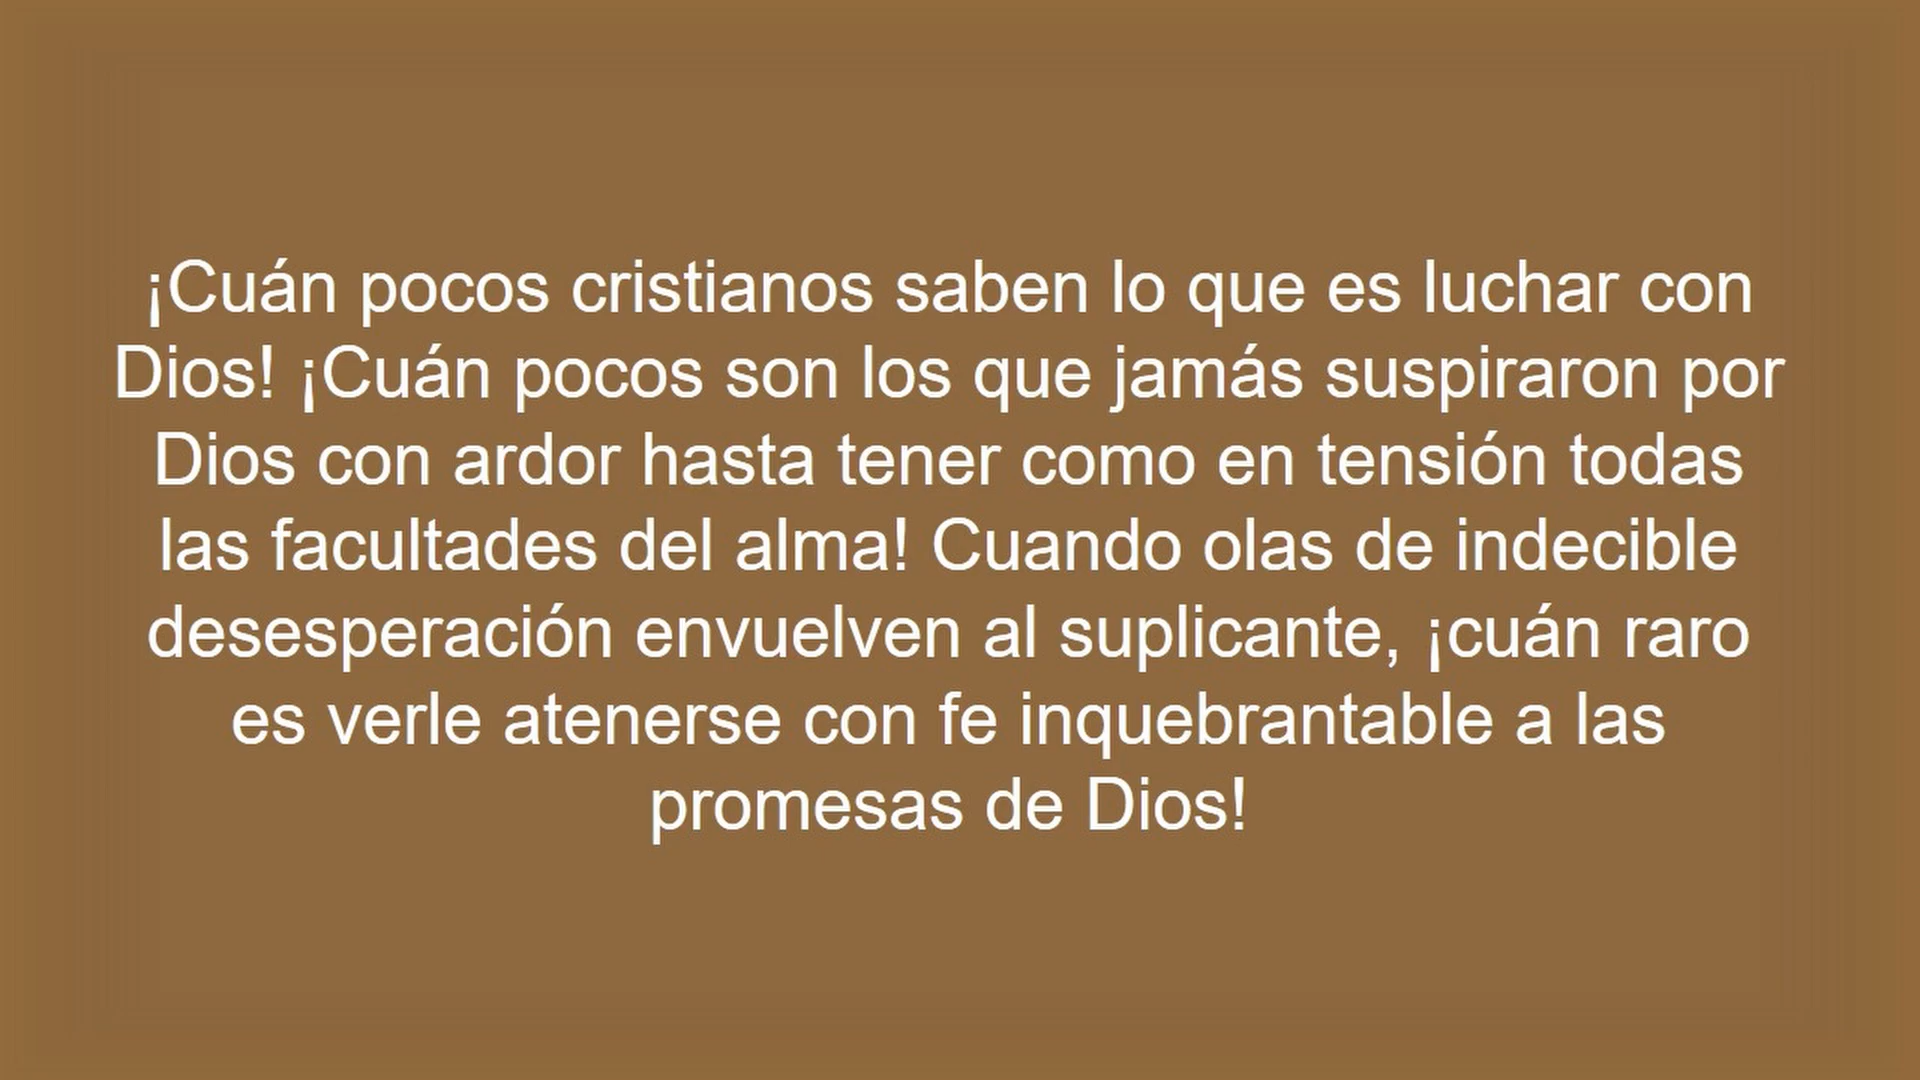 ¡Cuán pocos cristianos saben lo que es luchar con
Dios! ¡Cuán pocos son los que jamás suspiraron por
Dios con ardor hasta tener como en tensión todas
las facultades del alma! Cuando olas de indecible
desesperación envuelven al suplicante, ¡cuán raro
es verle atenerse con fe inquebrantable a las
promesas de Dios!